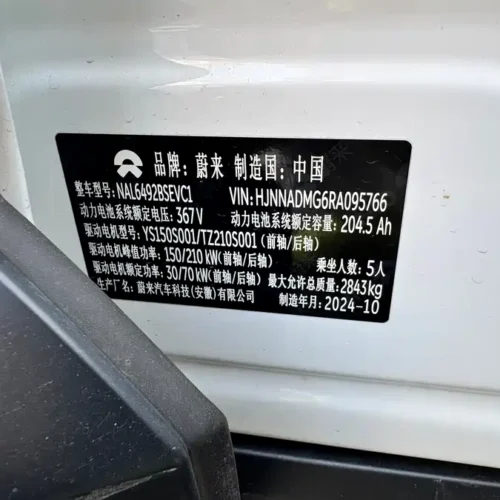 品牌：蔚来 制造国：中国
整车型号：NAL6492BSEVC1 VIN：HJNNADMG6RA095766
动力电池系统额定电压：367V 动力电池系统额定容量：204.5 Ah
驱动电机型号：YS150S001/TZ210S001（前轴/后轴）
驱动电机峰值功率：150/210 kW（前轴/后轴） 乘坐人数：5人
驱动电机额定功率：30/70 kW（前轴/后轴） 最大允许总质量：2843kg
生产厂名：蔚来汽车科技(安徽)有限公司 制造年月：2024-10